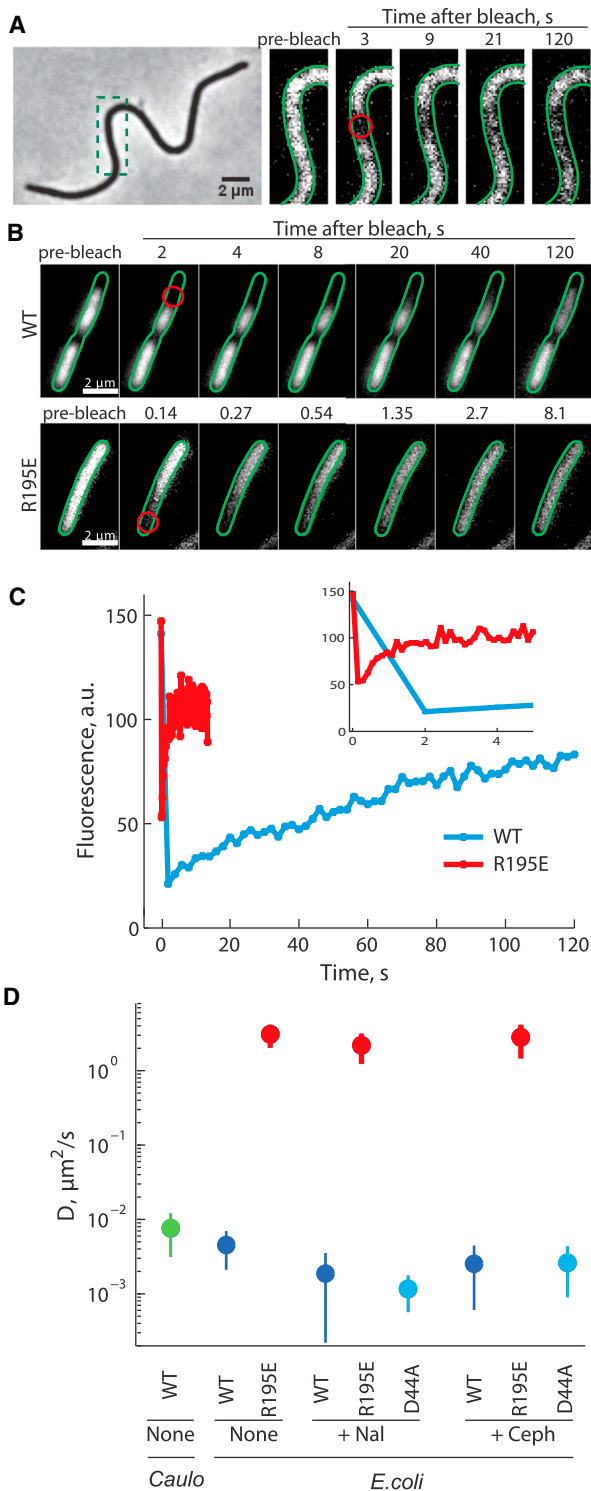 A
Time after bleach, s
pre-bleach 3 9 21 120
2 μm
B
Time after bleach, s
pre-bleach 2 4 8 20 40 120
WT
2 μm
pre-bleach 0.14 0.27 0.54 1.35 2.7 8.1
R195E
2 μm
C
Fluorescence, a.u.
150
100
50
0
0 20 40 60 80 100 120
Time, s
150
100
50
0
0 2 4
WT
R195E
D
D, μm²/s
10⁰
10⁻¹
10⁻²
10⁻³
WT WT R195E WT R195E D44A WT R195E D44A
None None + Nal + Ceph
Caulo E.coli